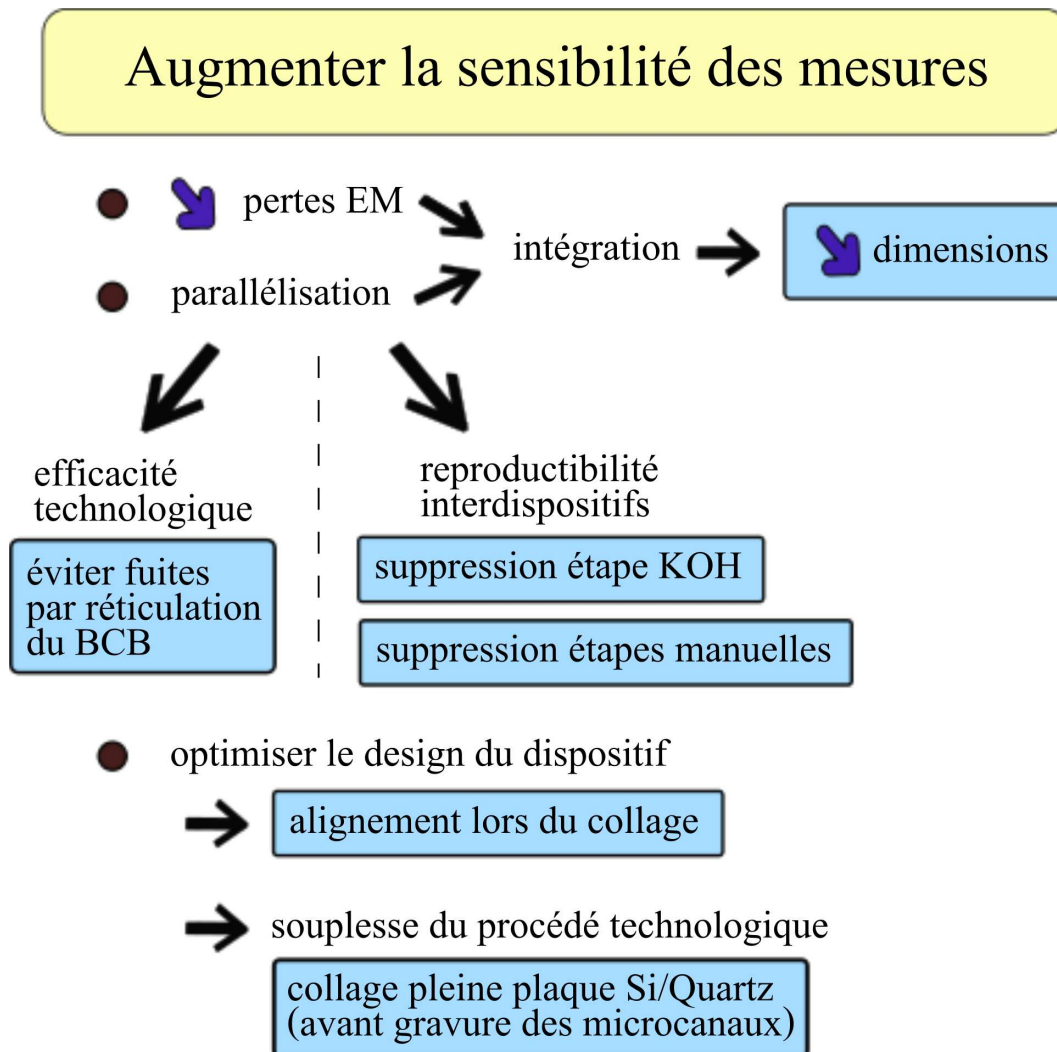 Augmenter la sensibilité des mesures
pertes EM
parallélisation
intégration
dimensions
efficacité
technologique
éviter fuites
par réticulation
du BCB
reproductibilité
interdispositifs
suppression étape KOH
suppression étapes manuelles
optimiser le design du dispositif
alignement lors du collage
souplesse du procédé technologique
collage pleine plaque Si/Quartz
(avant gravure des microcanaux)